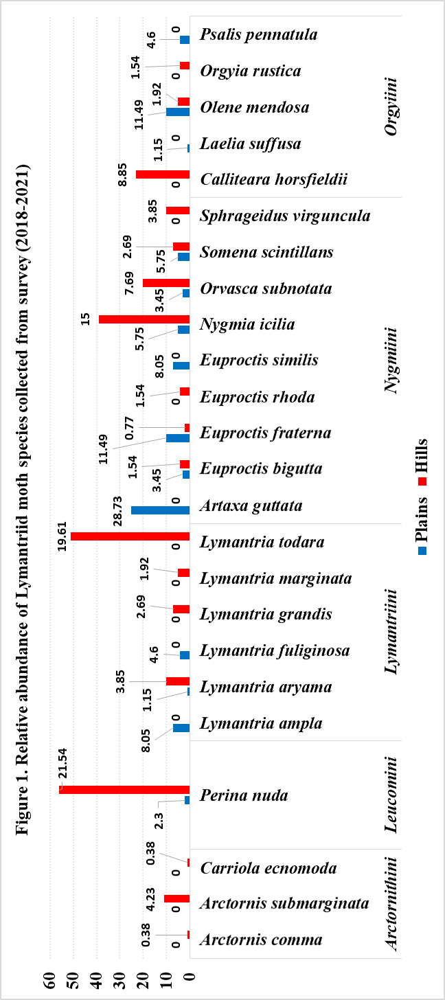 Figure 1. Relative abundance of Lymantriid moth species collected from survey (2018-2021)
60
50
40
30
20
10
0
0 0.38
0 4.23
0 0.38
2.3 21.54
8.05 0
1.15 3.85
4.6 0
0 2.69
0 1.92
0 19.61
28.73 0
3.45 1.54
11.49 0.77
0 1.54
8.05 0
5.75 15
3.45 7.69
5.75 2.69
0 3.85
0 8.85
1.15 0
11.49 1.92
0 1.54
4.6 0
Arctornis comma
Arctornis submarginata
Carriola ecnomoda
Perina nuda
Lymantria ampla
Lymantria aryama
Lymantria fuliginosa
Lymantria grandis
Lymantria marginata
Lymantria todara
Artaxa guttata
Euproctis bigutta
Euproctis fraterna
Euproctis rhoda
Euproctis similis
Nygmia icilia
Orvasca subnotata
Somena scintillans
Sphrageidus virguncula
Calliteara horsfieldii
Laelia suffusa
Olene mendosa
Orgyia rustica
Psalis pennatula
Arctornithini
Leucomini
Lymantriini
Nygmiini
Orgyiini
Plains Hills